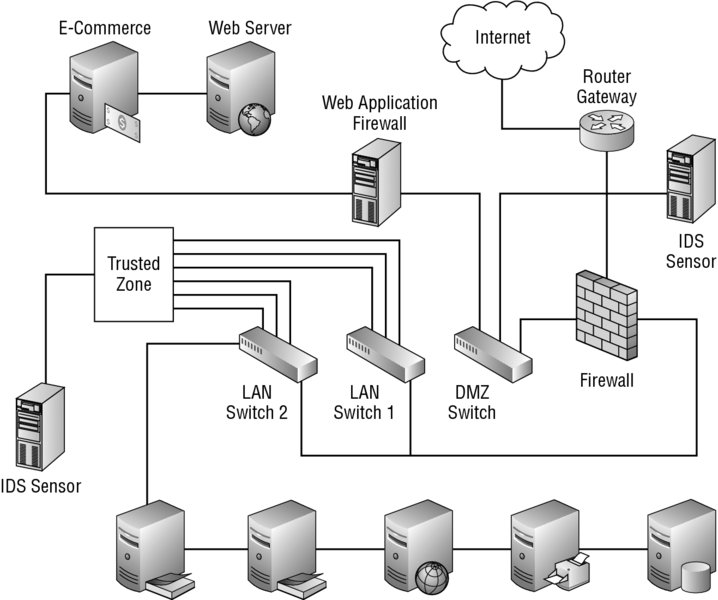 E-Commerce
Web Server
Internet
Router
Gateway
Web Application
Firewall
IDS
Sensor
Trusted
Zone
Firewall
LAN
Switch 2
LAN
Switch 1
DMZ
Switch
IDS Sensor